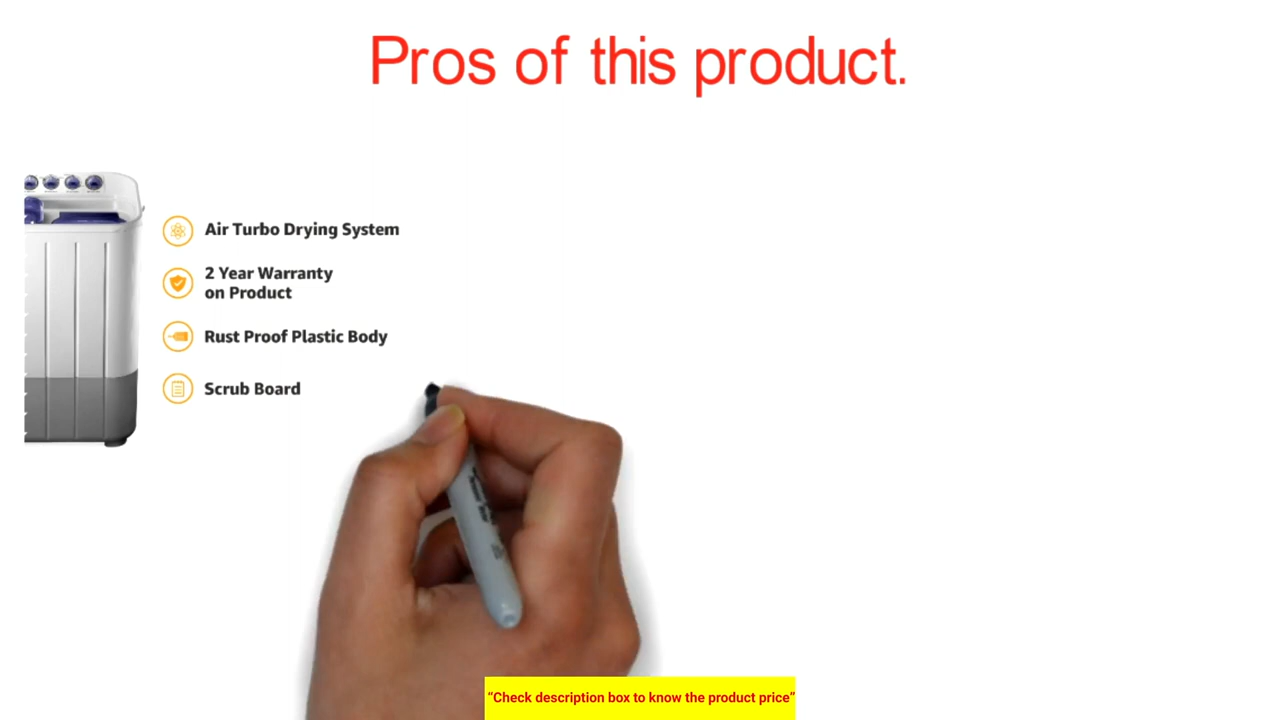 Pros of this product.
Air Turbo Drying System
2 Year Warranty
on Product
Rust Proof Plastic Body
Scrub Board
“Check description box to know the product price”